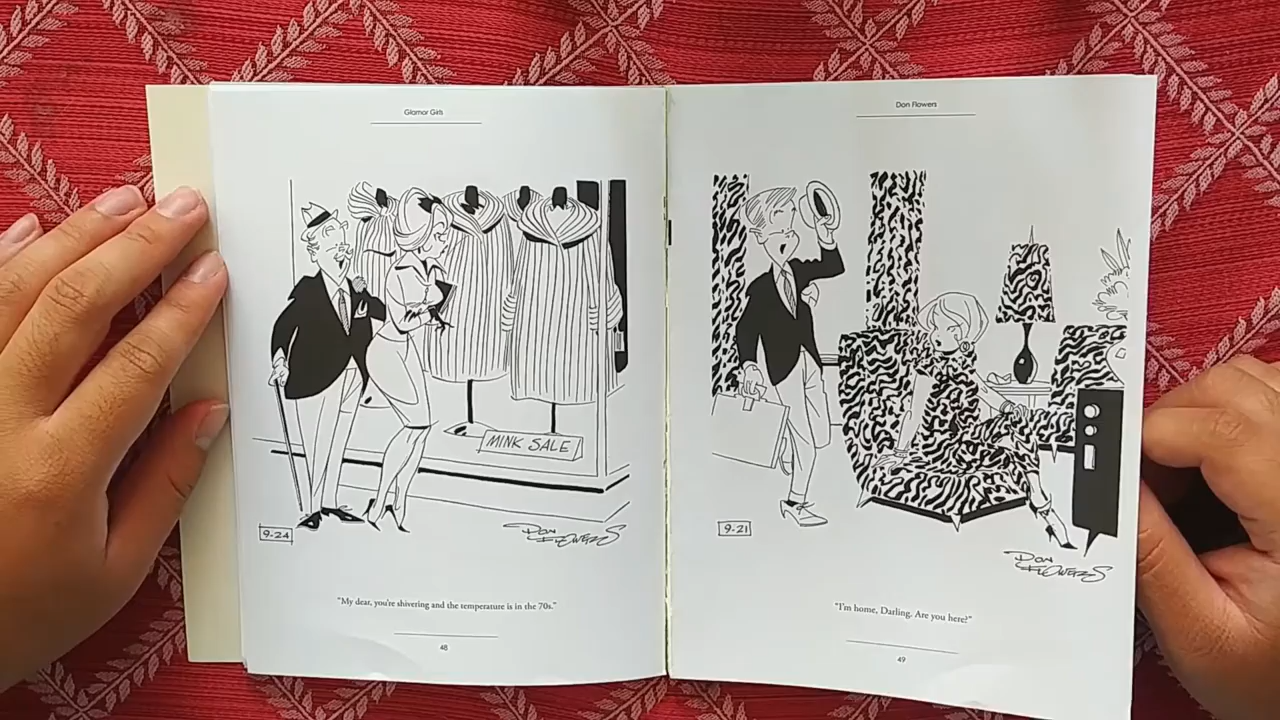 Glamor Girls
MINK SALE
9-24
DON
FLOWERS
"My dear, you're shivering and the temperature is in the 70s."
48
Don Flowers
9-21
DON
FLOWERS
"I'm home, Darling. Are you here?"
49